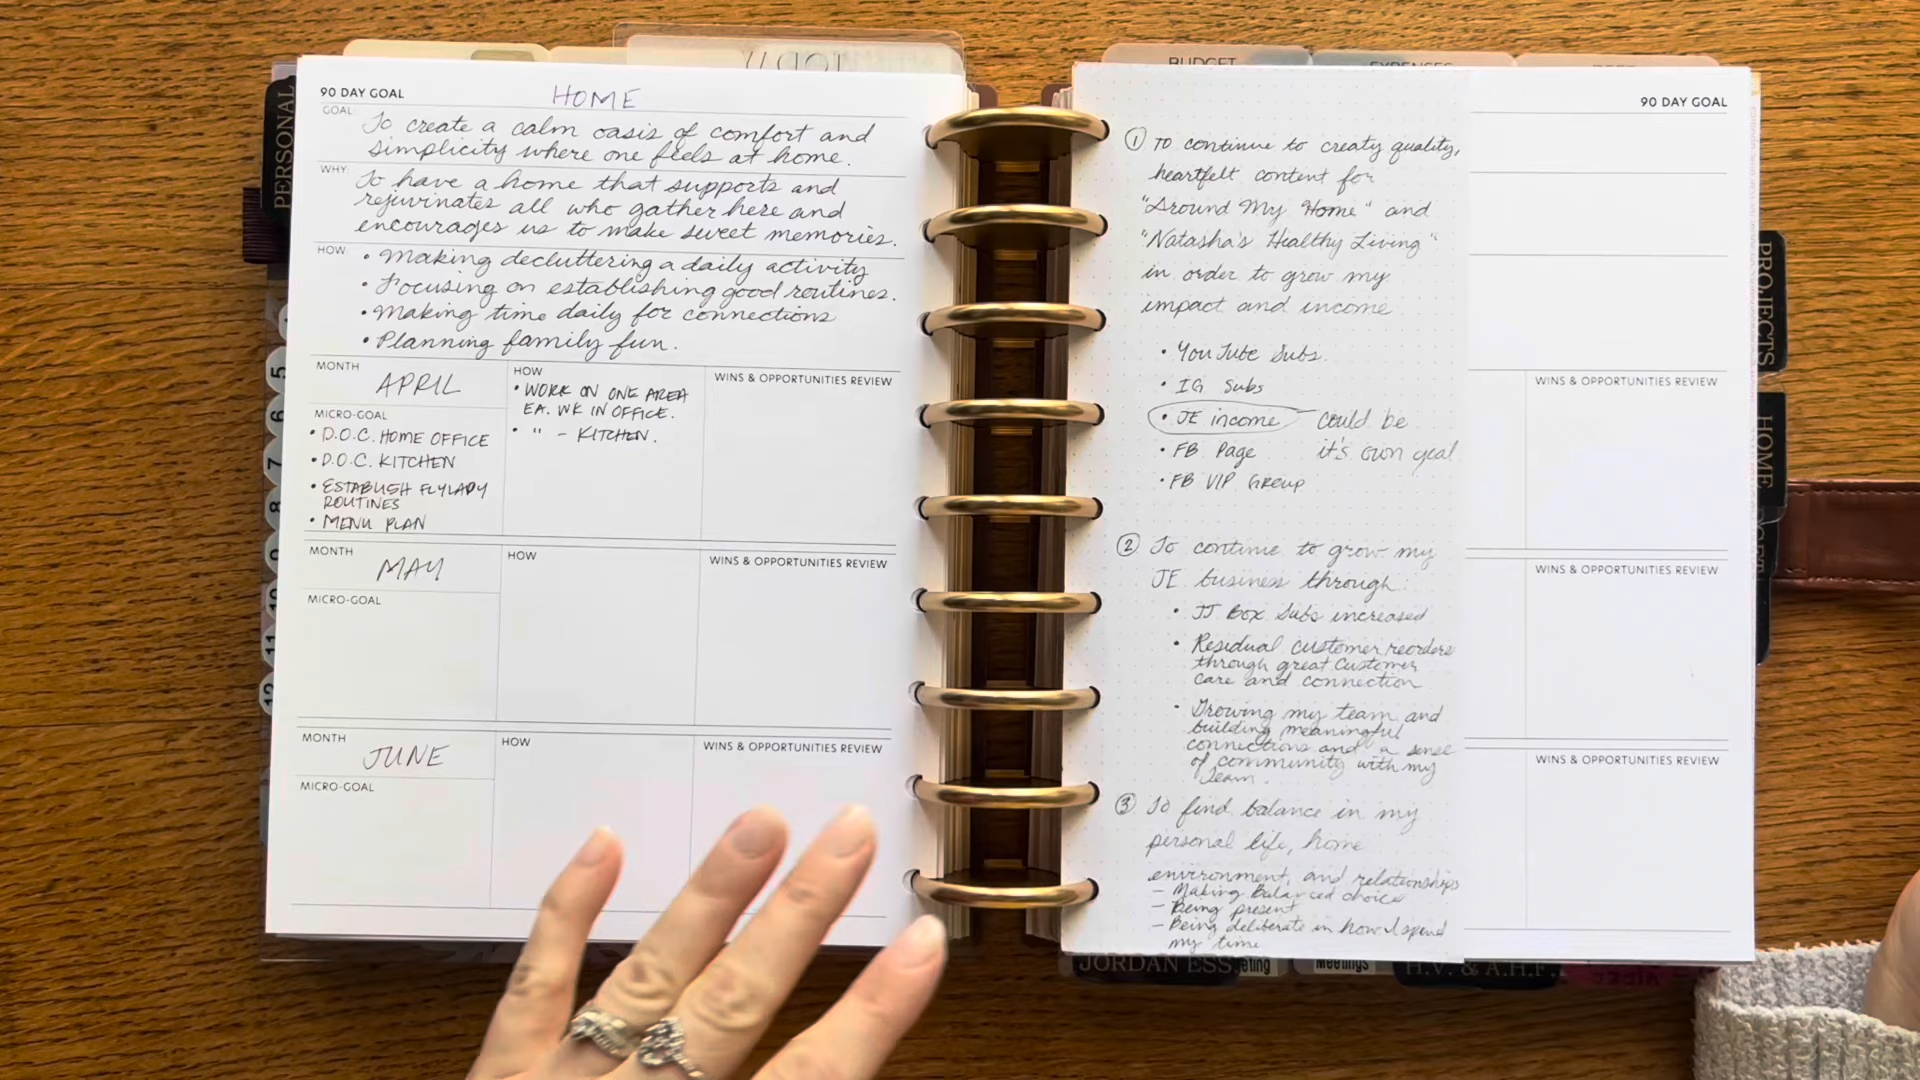 PERSONAL
90 DAY GOAL
HOME
GOAL:
To create a calm oasis of comfort and
simplicity where one feels at home.
WHY:
To have a home that supports and
rejuvinates all who gather here and
encourages us to make sweet memories.
HOW:
• Making decluttering a daily activity
• Focusing on establishing good routines.
• Making time daily for connections
• Planning family fun.
MONTH
APRIL
MICRO-GOAL
• D.O.C. HOME OFFICE
• D.O.C. KITCHEN
• ESTABLISH FLYLADY
ROUTINES
• MENU PLAN
HOW
• WORK ON ONE AREA
EA. WK IN OFFICE.
• " - KITCHEN.
WINS & OPPORTUNITIES REVIEW
MONTH
MAY
MICRO-GOAL
HOW
WINS & OPPORTUNITIES REVIEW
MONTH
JUNE
MICRO-GOAL
HOW
WINS & OPPORTUNITIES REVIEW
5
6
7
8
9
10
11
12
BUDGET
EXPENSES
① To continue to creaty quality,
heartfelt content for
"Around My Home" and
"Natasha's Healthy Living"
in order to grow my
impact and income
• YouTube Subs.
• IG Subs
• JE income could be
• FB Page it's own goal
• FB VIP Group
② To continue to grow my
JE business through:
• JJ Box Subs increased
• Residual customer reorders
through great customer
care and connection
• Growing my team and
building meaningful
connections and a sense
of community with my
team.
③ To find balance in my
personal life, home
environment, and relationships
- Making Balanced choices
- Being present
- Being deliberate in how I spend
my time
90 DAY GOAL
WINS & OPPORTUNITIES REVIEW
WINS & OPPORTUNITIES REVIEW
WINS & OPPORTUNITIES REVIEW
PROJECTS
HOME
JORDAN ESS.
Meetings
H.V. & A.H.F.